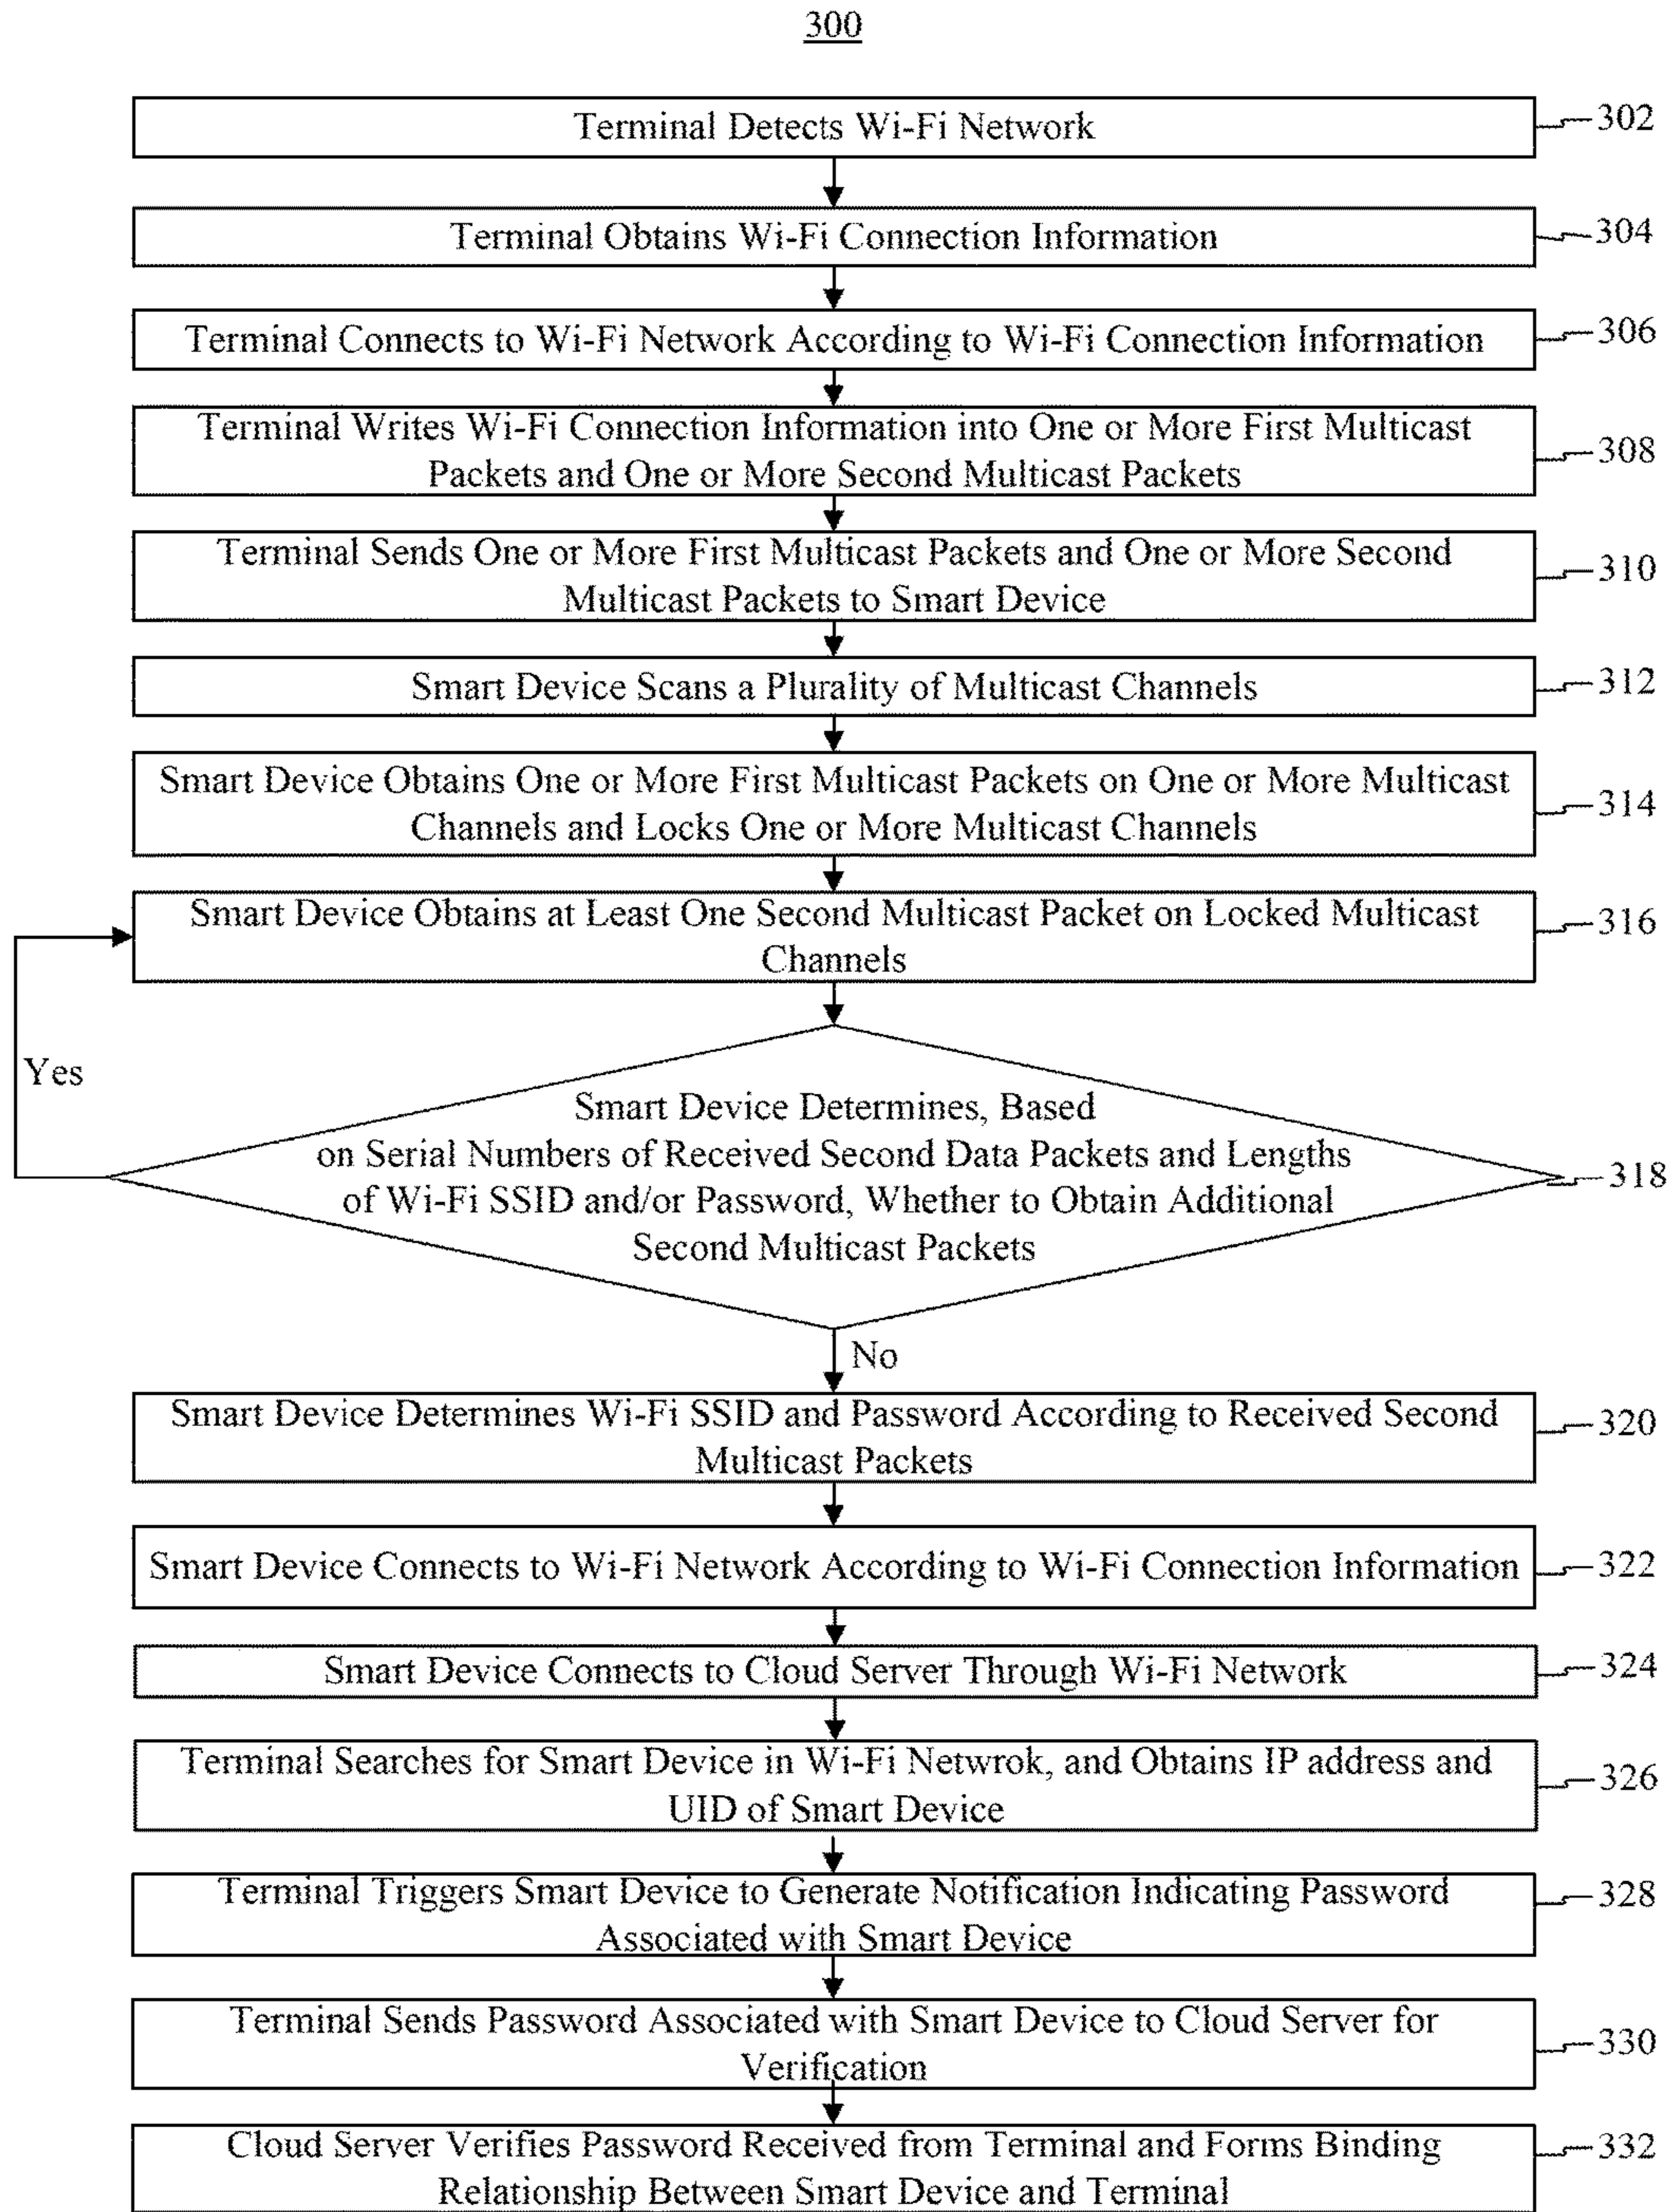 300
Terminal Detects Wi-Fi Network
302
Terminal Obtains Wi-Fi Connection Information
304
Terminal Connects to Wi-Fi Network According to Wi-Fi Connection Information
306
Terminal Writes Wi-Fi Connection Information into One or More First Multicast
Packets and One or More Second Multicast Packets
308
Terminal Sends One or More First Multicast Packets and One or More Second
Multicast Packets to Smart Device
310
Smart Device Scans a Plurality of Multicast Channels
312
Smart Device Obtains One or More First Multicast Packets on One or More Multicast
Channels and Locks One or More Multicast Channels
314
Smart Device Obtains at Least One Second Multicast Packet on Locked Multicast
Channels
316
Yes
Smart Device Determines, Based
on Serial Numbers of Received Second Data Packets and Lengths
of Wi-Fi SSID and/or Password, Whether to Obtain Additional
Second Multicast Packets
318
No
Smart Device Determines Wi-Fi SSID and Password According to Received Second
Multicast Packets
320
Smart Device Connects to Wi-Fi Network According to Wi-Fi Connection Information
322
Smart Device Connects to Cloud Server Through Wi-Fi Network
324
Terminal Searches for Smart Device in Wi-Fi Netwrok, and Obtains IP address and
UID of Smart Device
326
Terminal Triggers Smart Device to Generate Notification Indicating Password
Associated with Smart Device
328
Terminal Sends Password Associated with Smart Device to Cloud Server for
Verification
330
Cloud Server Verifies Password Received from Terminal and Forms Binding
Relationship Between Smart Device and Terminal
332